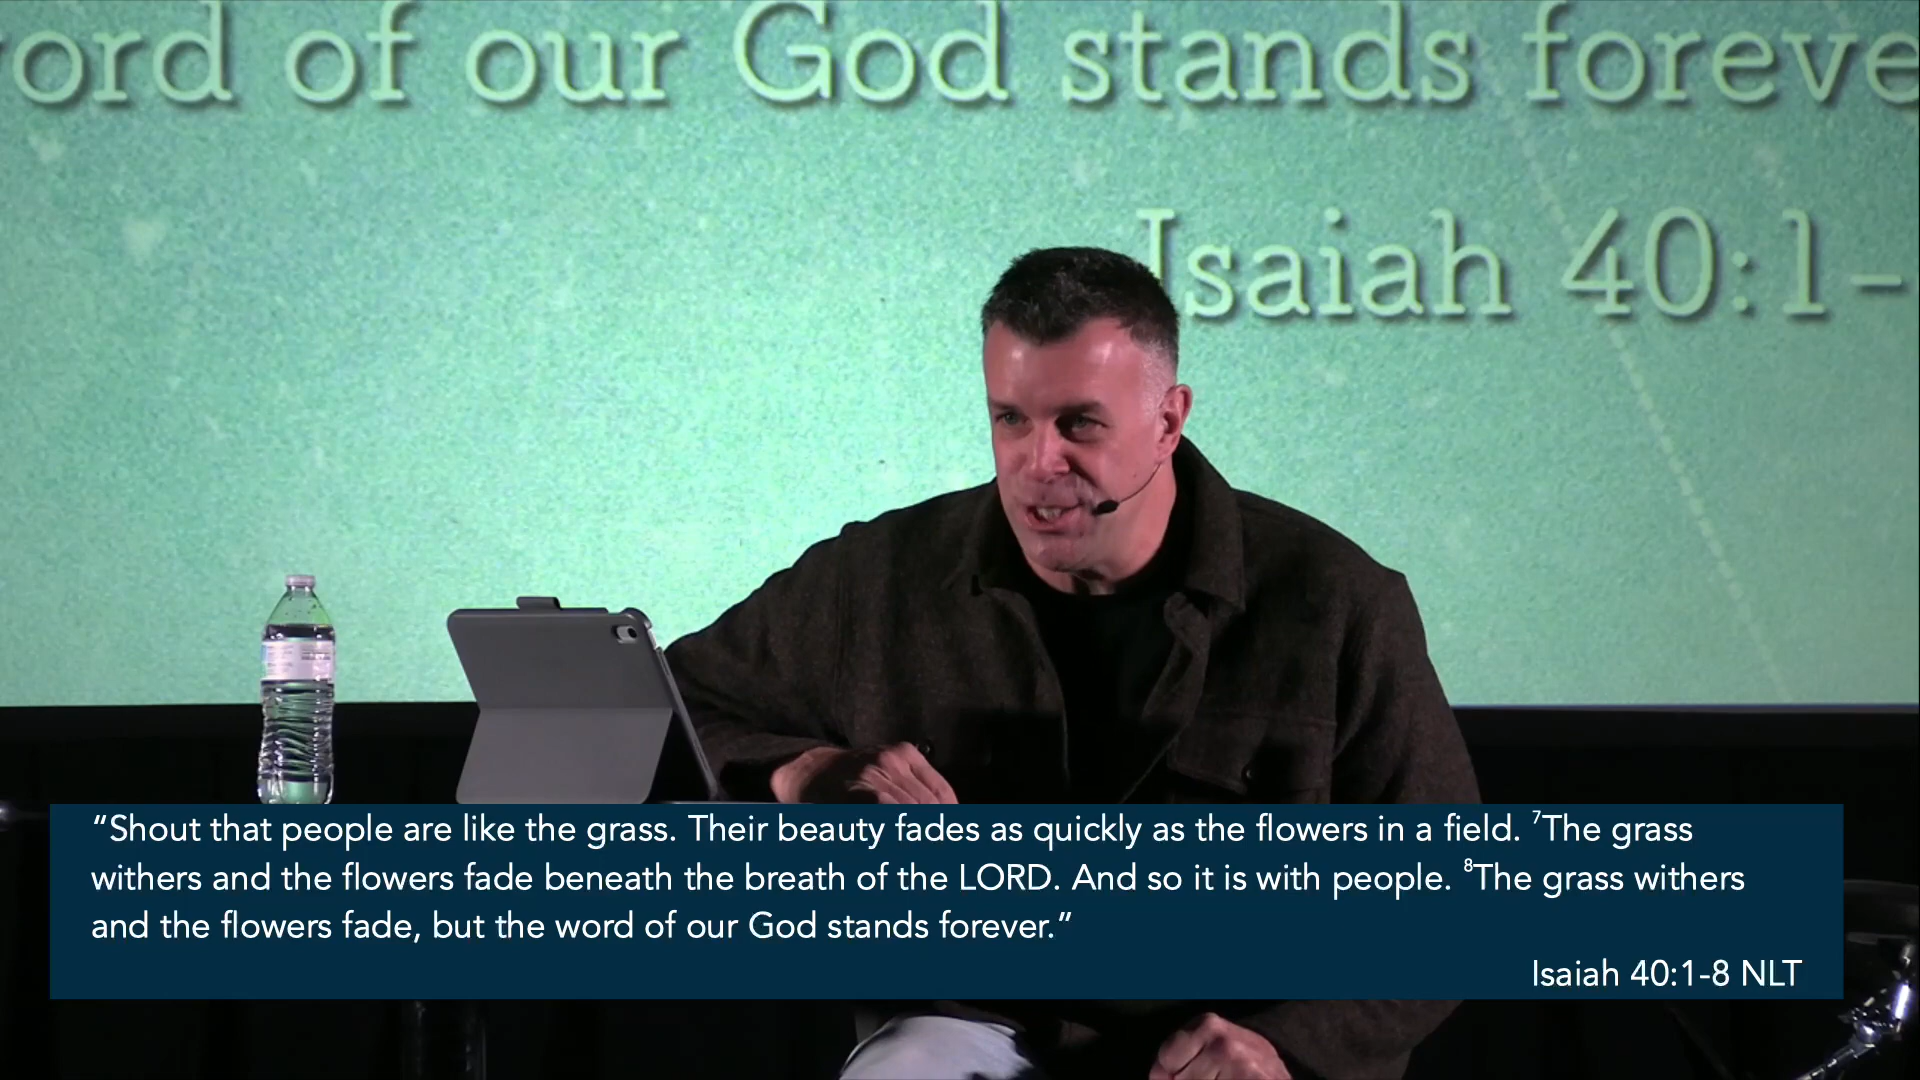 ord of our God stands foreve
Isaiah 40:1-
“Shout that people are like the grass. Their beauty fades as quickly as the flowers in a field. ⁷The grass
withers and the flowers fade beneath the breath of the LORD. And so it is with people. ⁸The grass withers
and the flowers fade, but the word of our God stands forever.”
Isaiah 40:1-8 NLT